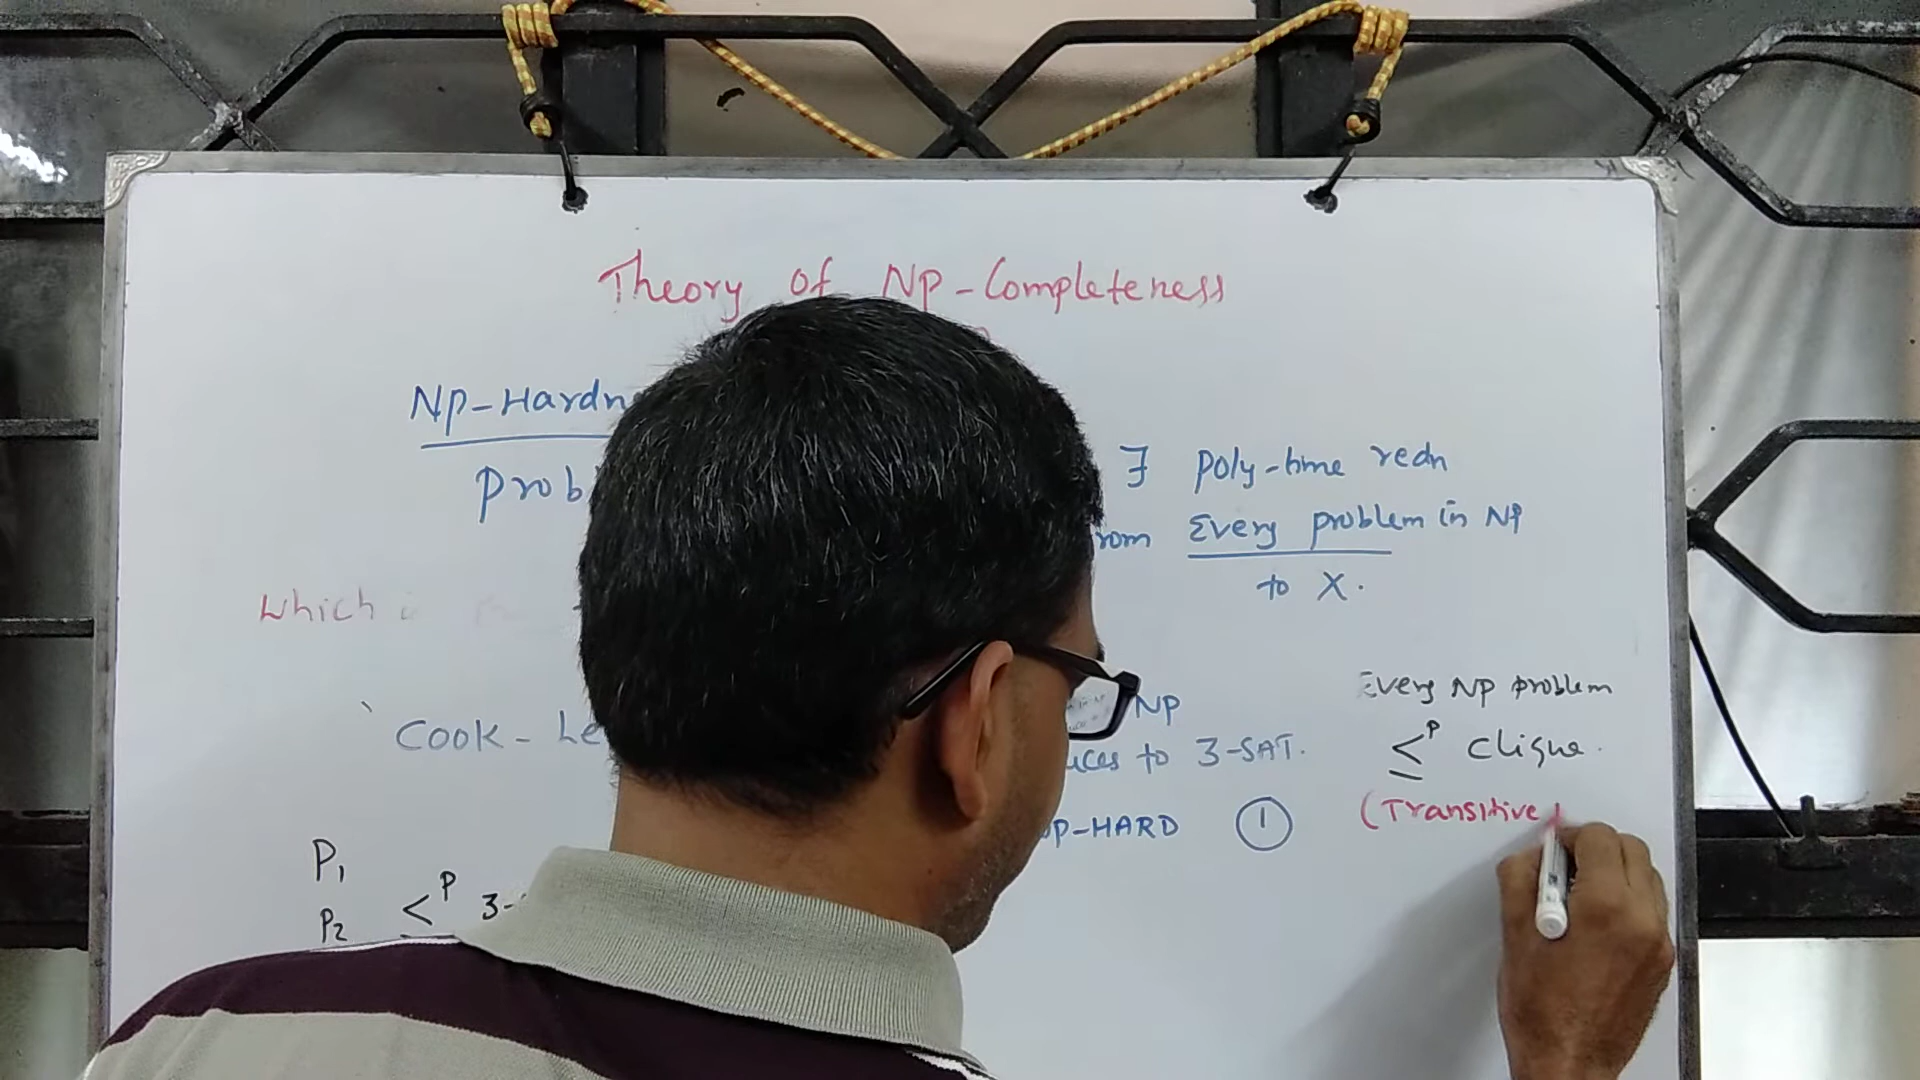 Theory of NP-Completeness
NP-Hardn
Prob
∃ poly-time redn
rom Every problem in NP
to X.
which
Every NP problem
≤ᴾ Clique.
(Transitive
NP
Cook-Le
uces to 3-SAT.
NP-HARD ①
P₁
P₂
≤ᴾ 3-